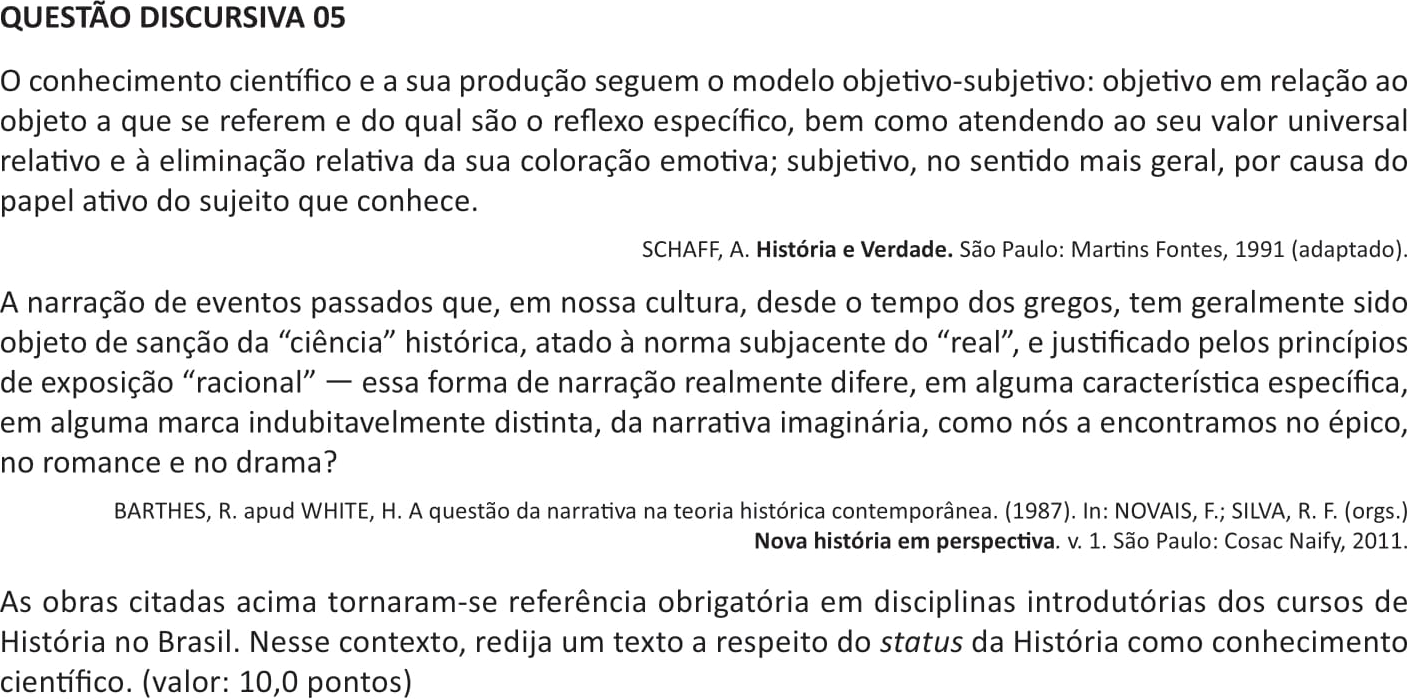 QUESTÃO DISCURSIVA 05
O conhecimento científico e a sua produção seguem o modelo objetivo-subjetivo: objetivo em relação ao
objeto a que se referem e do qual são o reflexo específico, bem como atendendo ao seu valor universal
relativo e à eliminação relativa da sua coloração emotiva; subjetivo, no sentido mais geral, por causa do
papel ativo do sujeito que conhece.
SCHAFF, A. História e Verdade. São Paulo: Martins Fontes, 1991 (adaptado).
A narração de eventos passados que, em nossa cultura, desde o tempo dos gregos, tem geralmente sido
objeto de sanção da “ciência” histórica, atado à norma subjacente do “real”, e justificado pelos princípios
de exposição “racional” — essa forma de narração realmente difere, em alguma característica específica,
em alguma marca indubitavelmente distinta, da narrativa imaginária, como nós a encontramos no épico,
no romance e no drama?
BARTHES, R. apud WHITE, H. A questão da narrativa na teoria histórica contemporânea. (1987). In: NOVAIS, F.; SILVA, R. F. (orgs.)
Nova história em perspectiva. v. 1. São Paulo: Cosac Naify, 2011.
As obras citadas acima tornaram-se referência obrigatória em disciplinas introdutórias dos cursos de
História no Brasil. Nesse contexto, redija um texto a respeito do status da História como conhecimento
científico. (valor: 10,0 pontos)